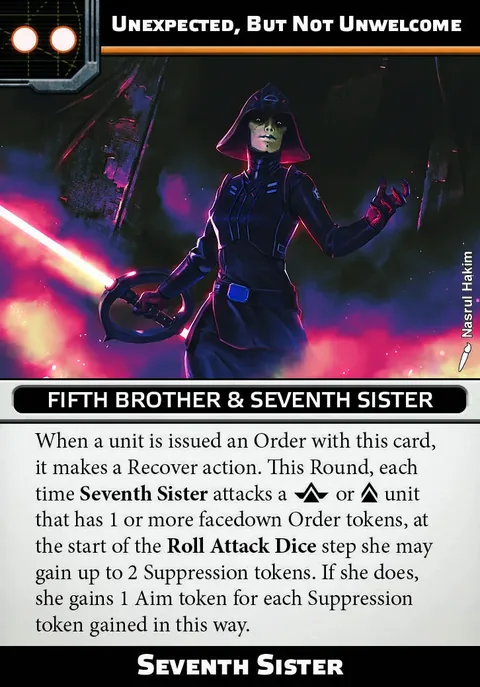 Unexpected, But Not Unwelcome
Nasrul Hakim
FIFTH BROTHER & SEVENTH SISTER
When a unit is issued an Order with this card,
it makes a Recover action. This Round, each
time Seventh Sister attacks a or unit
that has 1 or more facedown Order tokens, at
the start of the Roll Attack Dice step she may
gain up to 2 Suppression tokens. If she does,
she gains 1 Aim token for each Suppression
token gained in this way.
Seventh Sister